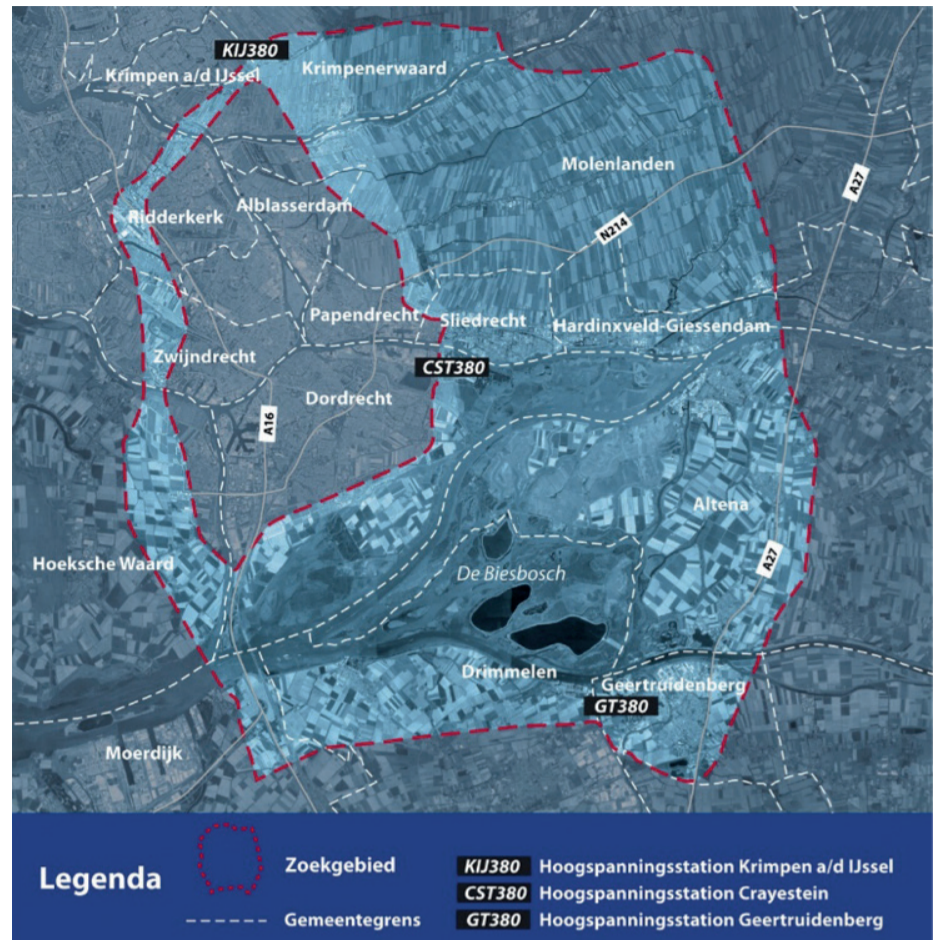 KIJ380
Krimpenerwaard
Krimpen a/d IJssel
Molenlanden
A27
Alblasserdam
Ridderkerk
N214
Papendrecht
Sliedrecht
Hardinxveld-Giessendam
Zwijndrecht
CST380
Dordrecht
A16
Altena
A27
Hoeksche Waard
De Biesbosch
Drimmelen
Geertruidenberg
GT380
Moerdijk
Legenda
Zoekgebied
Gemeentegrens
KIJ380 Hoogspanningsstation Krimpen a/d IJssel
CST380 Hoogspanningsstation Crayestein
GT380 Hoogspanningsstation Geertruidenberg